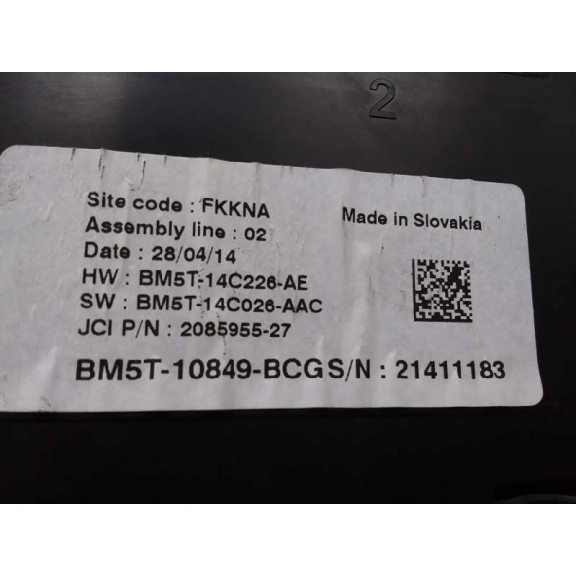 2
Site code : FKKNA
Made in Slovakia
Assembly line : 02
Date : 28/04/14
HW : BM5T-14C226-AE
SW : BM5T-14C026-AAC
JCI P/N : 2085955-27
BM5T-10849-BCG S/N : 21411183